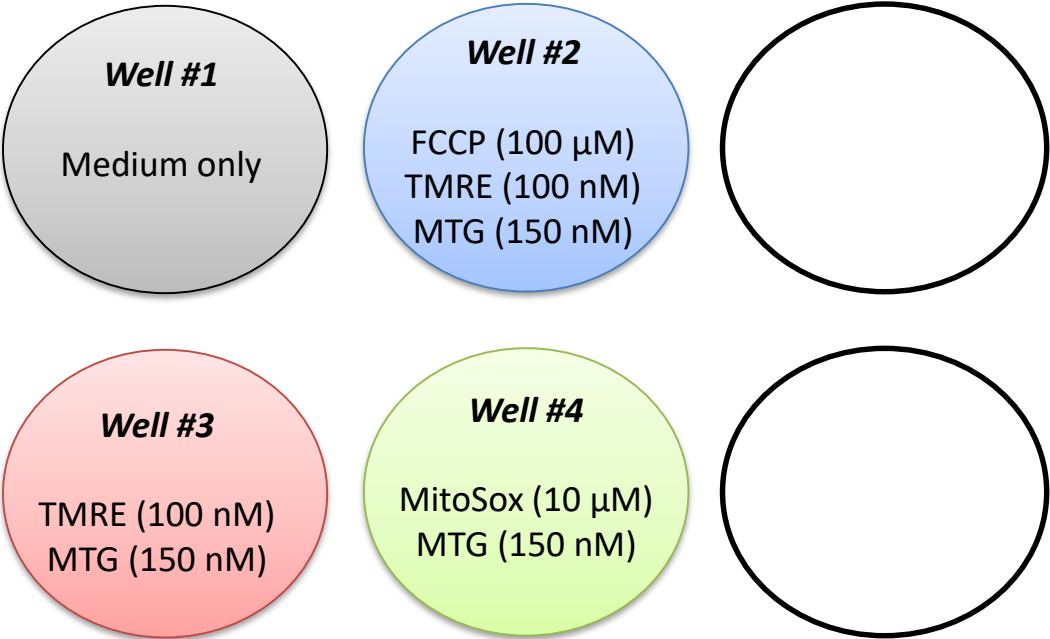 Well #1
Medium only
Well #2
FCCP (100 µM)
TMRE (100 nM)
MTG (150 nM)
Well #3
TMRE (100 nM)
MTG (150 nM)
Well #4
MitoSox (10 µM)
MTG (150 nM)